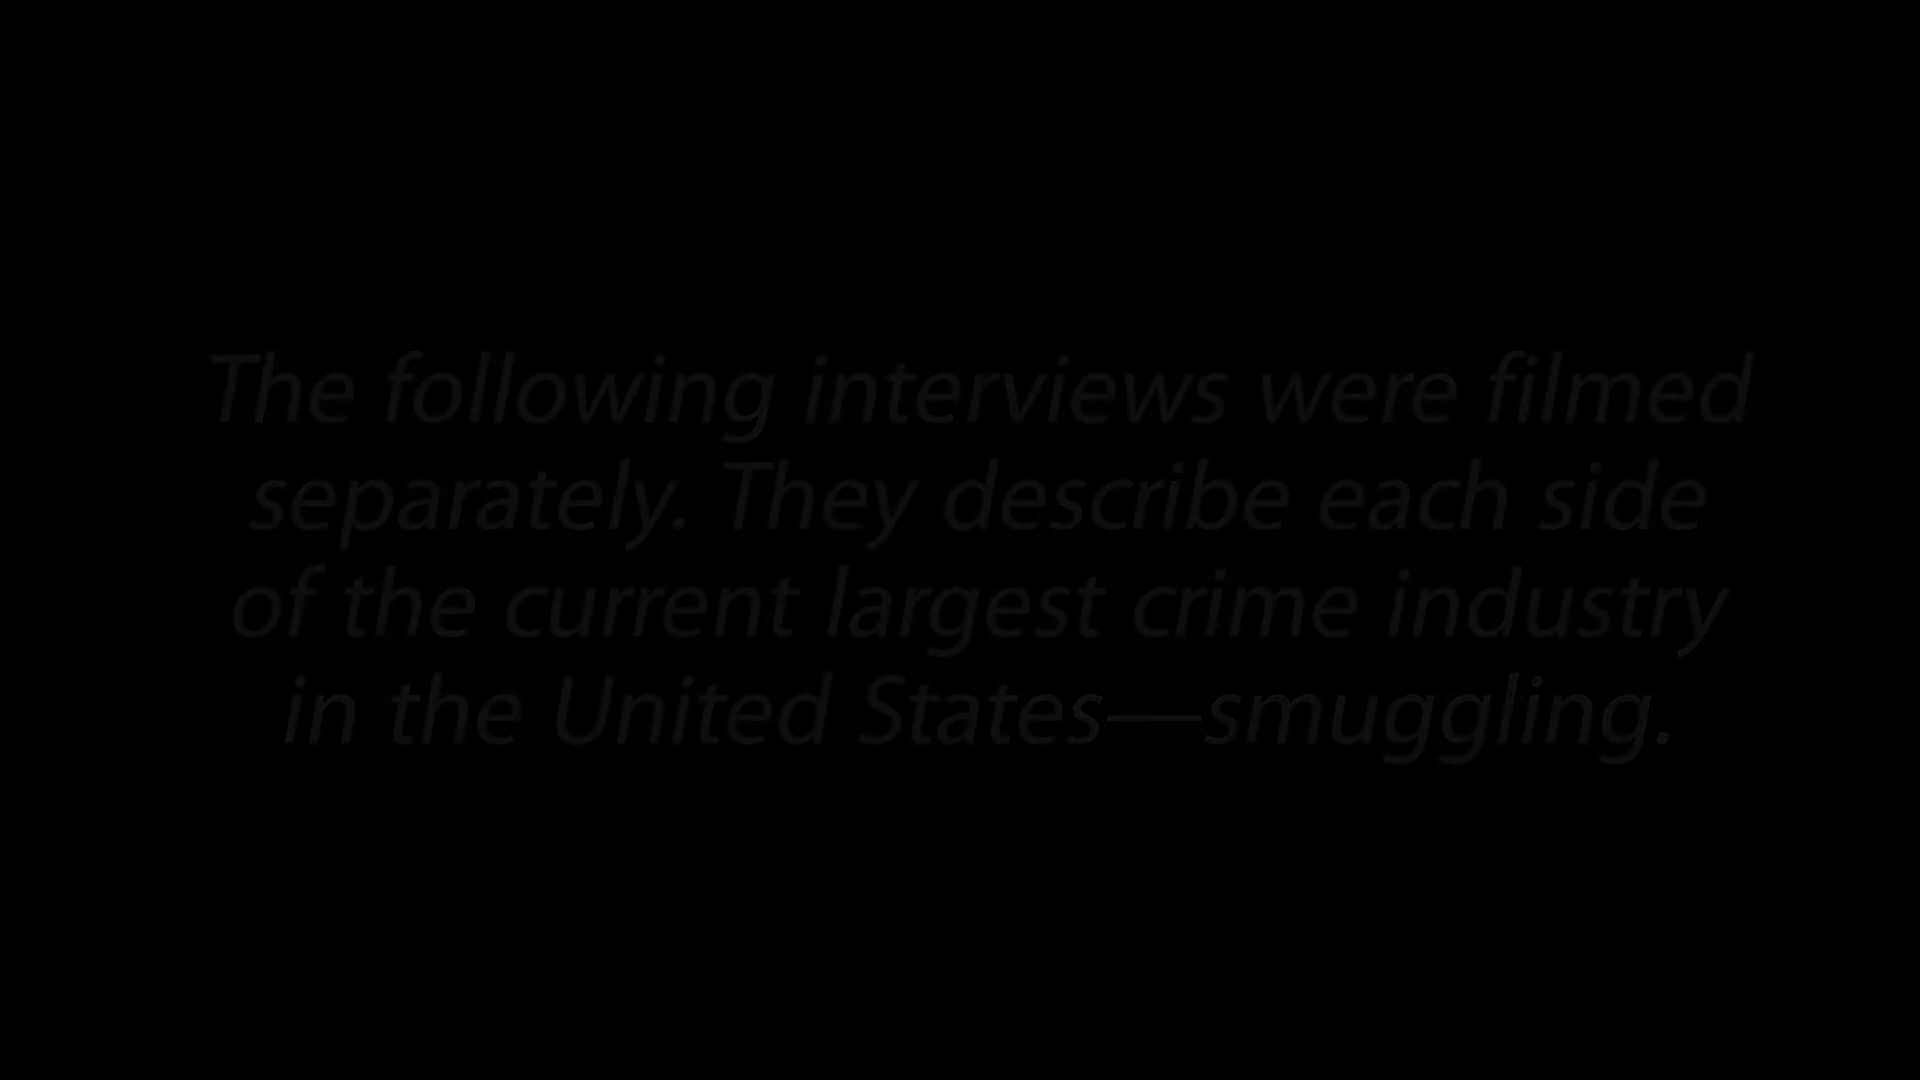 The following interviews were filmed
separately. They describe each side
of the current largest crime industry
in the United States—smuggling.